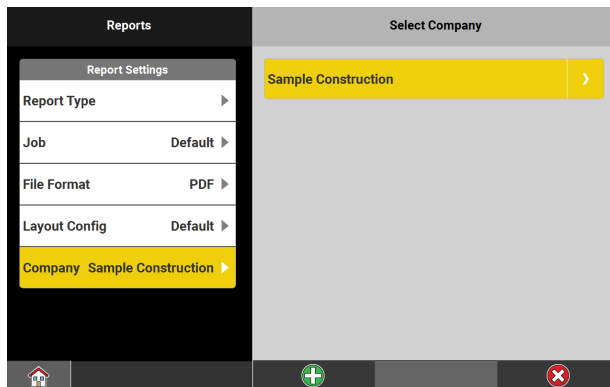 Reports
Select Company
Report Settings
Report Type
Job Default
File Format PDF
Layout Config Default
Company Sample Construction
Sample Construction